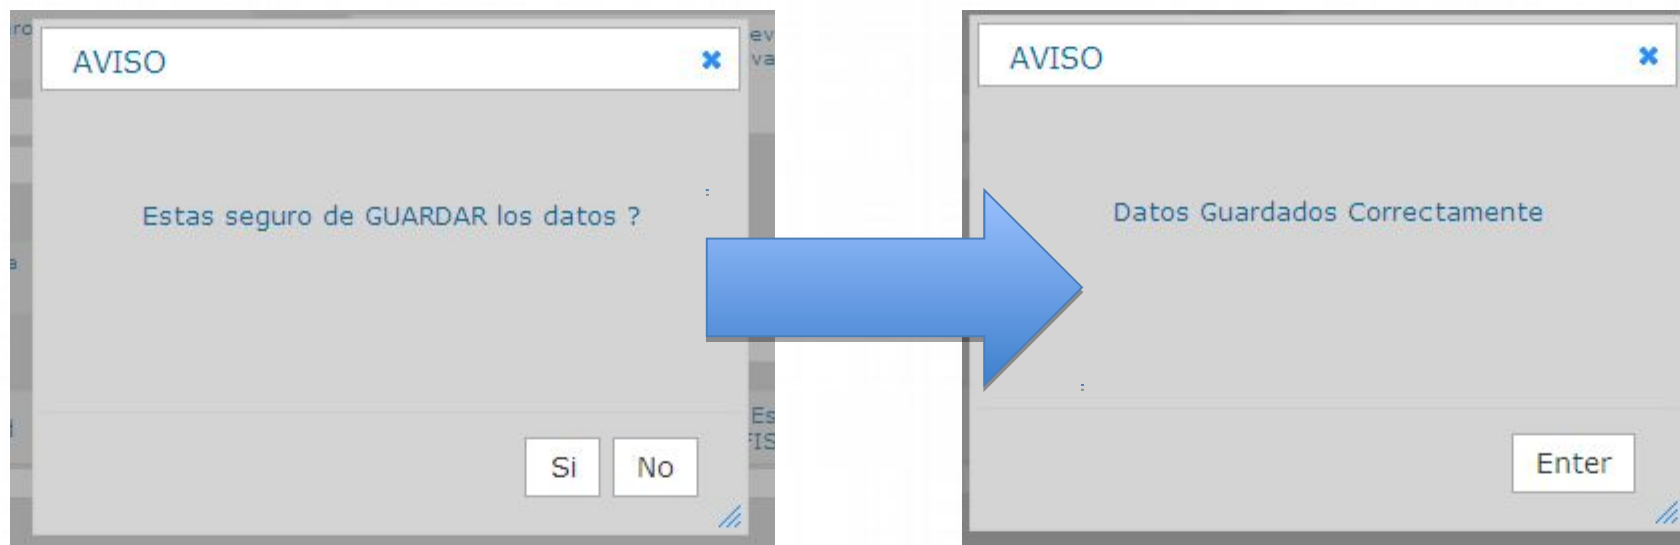 AVISO
Estas seguro de GUARDAR los datos ?
Si No
AVISO
Datos Guardados Correctamente
Enter